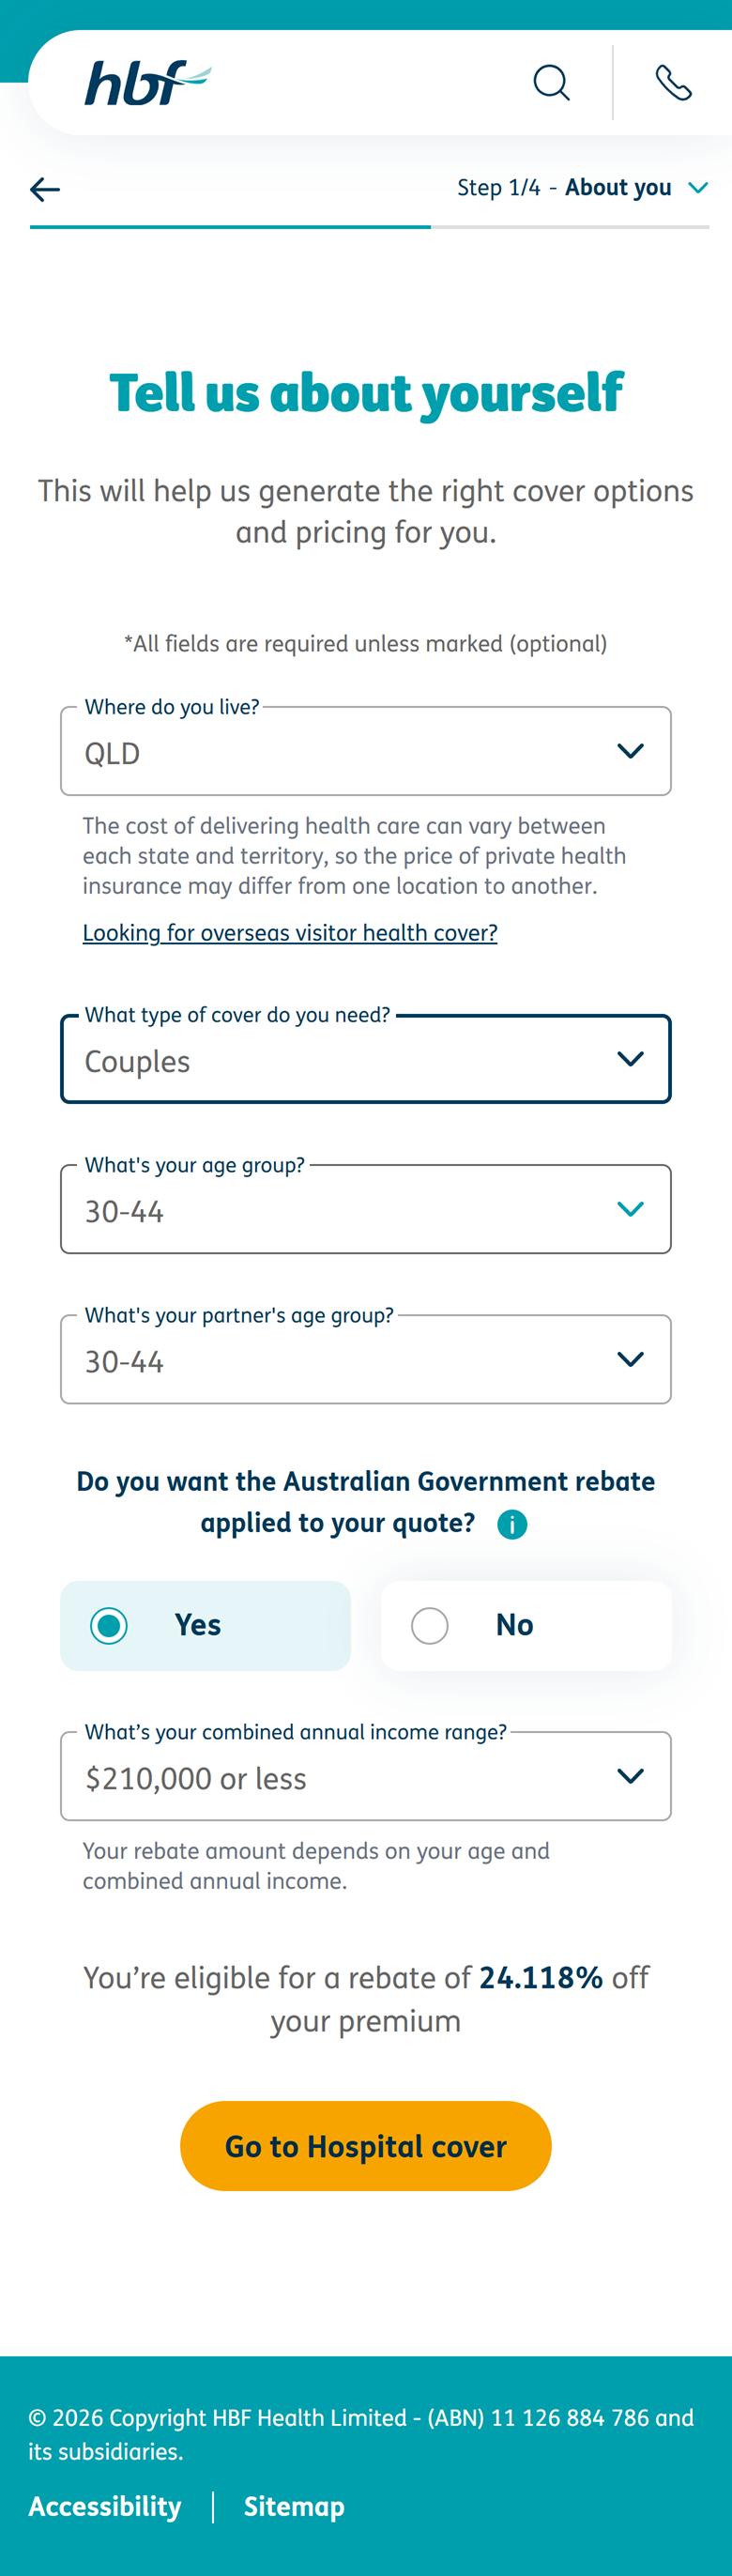 hbf
Step 1/4 - About you
Tell us about yourself
This will help us generate the right cover options
and pricing for you.
*All fields are required unless marked (optional)
Where do you live?
QLD
The cost of delivering health care can vary between
each state and territory, so the price of private health
insurance may differ from one location to another.
Looking for overseas visitor health cover?
What type of cover do you need?
Couples
What's your age group?
30-44
What's your partner's age group?
30-44
Do you want the Australian Government rebate
applied to your quote? i
Yes
No
What’s your combined annual income range?
$210,000 or less
Your rebate amount depends on your age and
combined annual income.
You’re eligible for a rebate of 24.118% off
your premium
Go to Hospital cover
© 2026 Copyright HBF Health Limited - (ABN) 11 126 884 786 and
its subsidiaries.
Accessibility | Sitemap